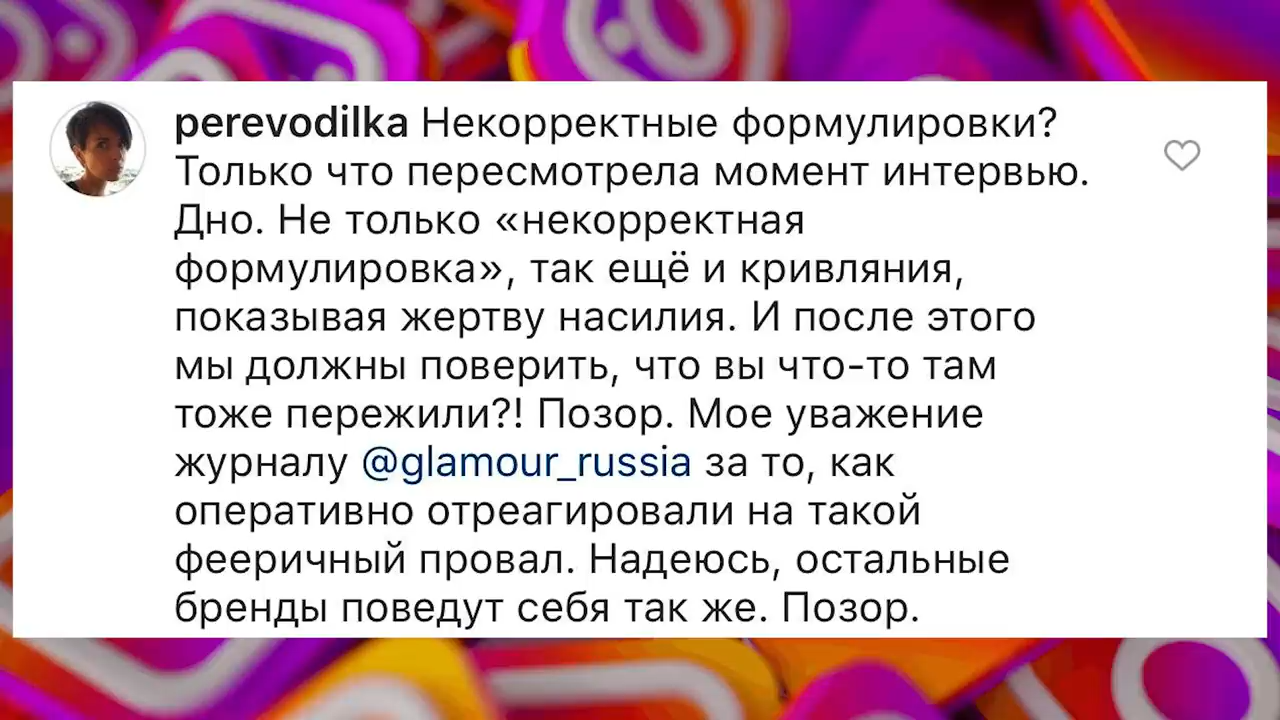 perevodilka Некорректные формулировки?
Только что пересмотрела момент интервью.
Дно. Не только «некорректная
формулировка», так ещё и кривляния,
показывая жертву насилия. И после этого
мы должны поверить, что вы что-то там
тоже пережили?! Позор. Мое уважение
журналу @glamour_russia за то, как
оперативно отреагировали на такой
фееричный провал. Надеюсь, остальные
бренды поведут себя так же. Позор.